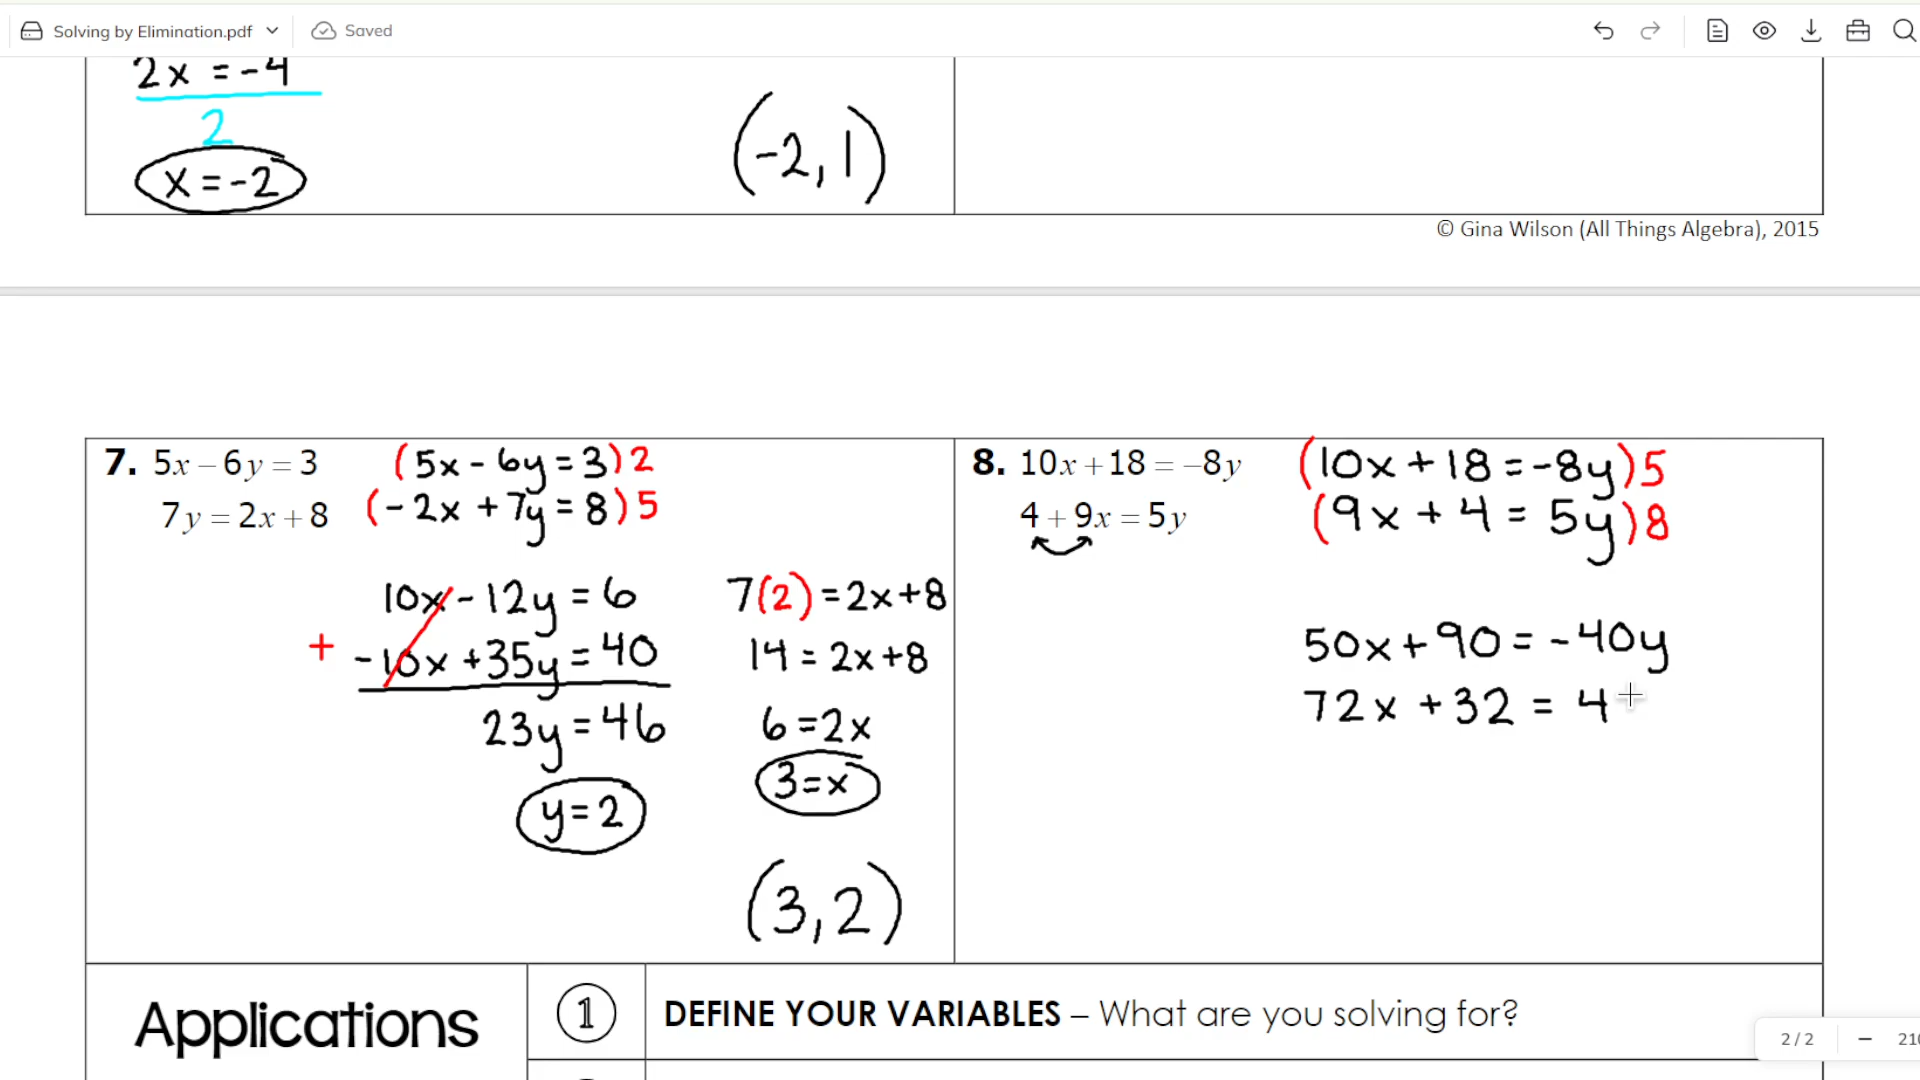 Solving by Elimination.pdf Saved
2x = -4
2
x = -2
(-2, 1)
© Gina Wilson (All Things Algebra), 2015
7. 5x – 6y = 3
7y = 2x + 8
(5x - 6y = 3)2
(-2x + 7y = 8)5
10x - 12y = 6
+ -10x + 35y = 40
23y = 46
y = 2
7(2) = 2x + 8
14 = 2x + 8
6 = 2x
3 = x
(3, 2)
8. 10x + 18 = –8y
4 + 9x = 5y
(10x + 18 = -8y)5
(9x + 4 = 5y)8
50x + 90 = -40y
72x + 32 = 4
Applications
1 DEFINE YOUR VARIABLES – What are you solving for?
2 / 2